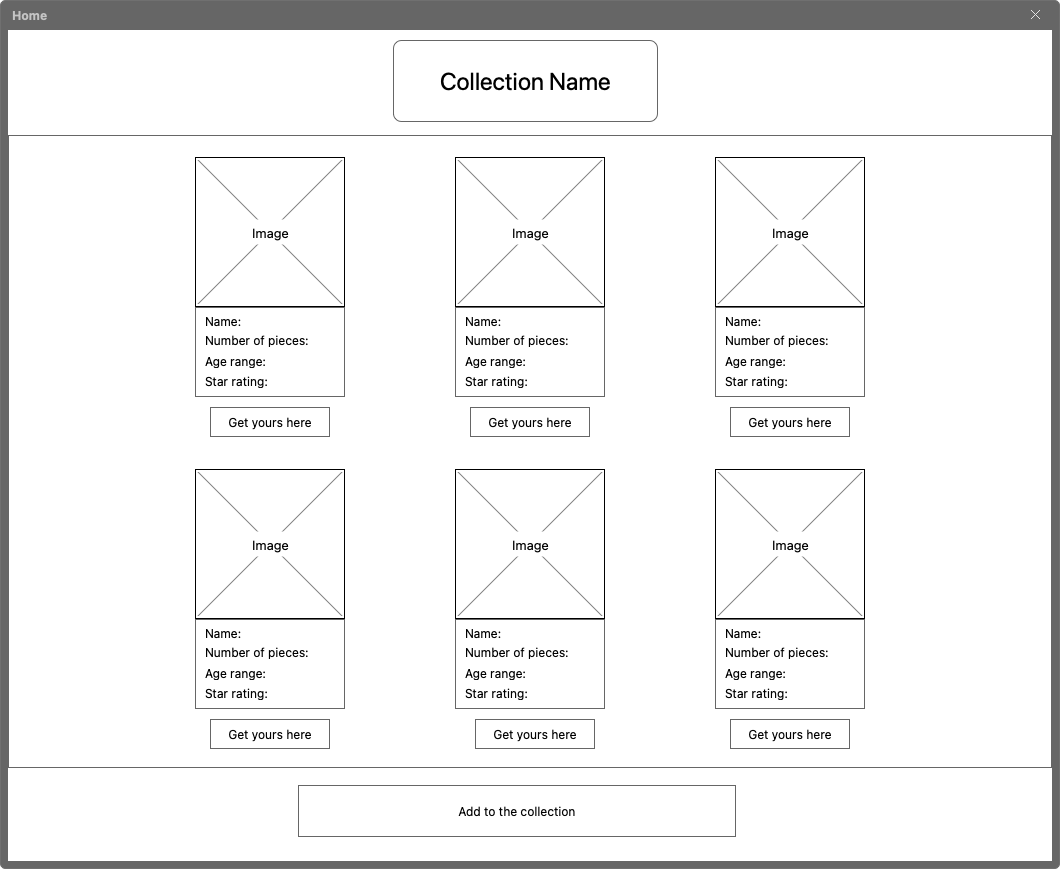 Home
Collection Name
Image
Image
Image
Name:
Number of pieces:
Age range:
Star rating:
Name:
Number of pieces:
Age range:
Star rating:
Name:
Number of pieces:
Age range:
Star rating:
Get yours here
Get yours here
Get yours here
Image
Image
Image
Name:
Number of pieces:
Age range:
Star rating:
Name:
Number of pieces:
Age range:
Star rating:
Name:
Number of pieces:
Age range:
Star rating:
Get yours here
Get yours here
Get yours here
Add to the collection